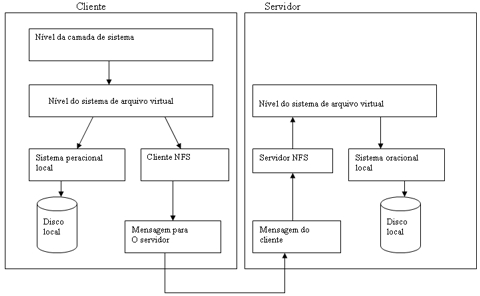 Cliente
Servidor
Nível da camada de sistema
Nível do sistema de arquivo virtual
Sistema peracional
local
Cliente NFS
Disco
local
Mensagem para
O servidor
Nível do sistema de arquivo virtual
Servidor NFS
Sistema oracional
local
Mensagem do
cliente
Disco
local